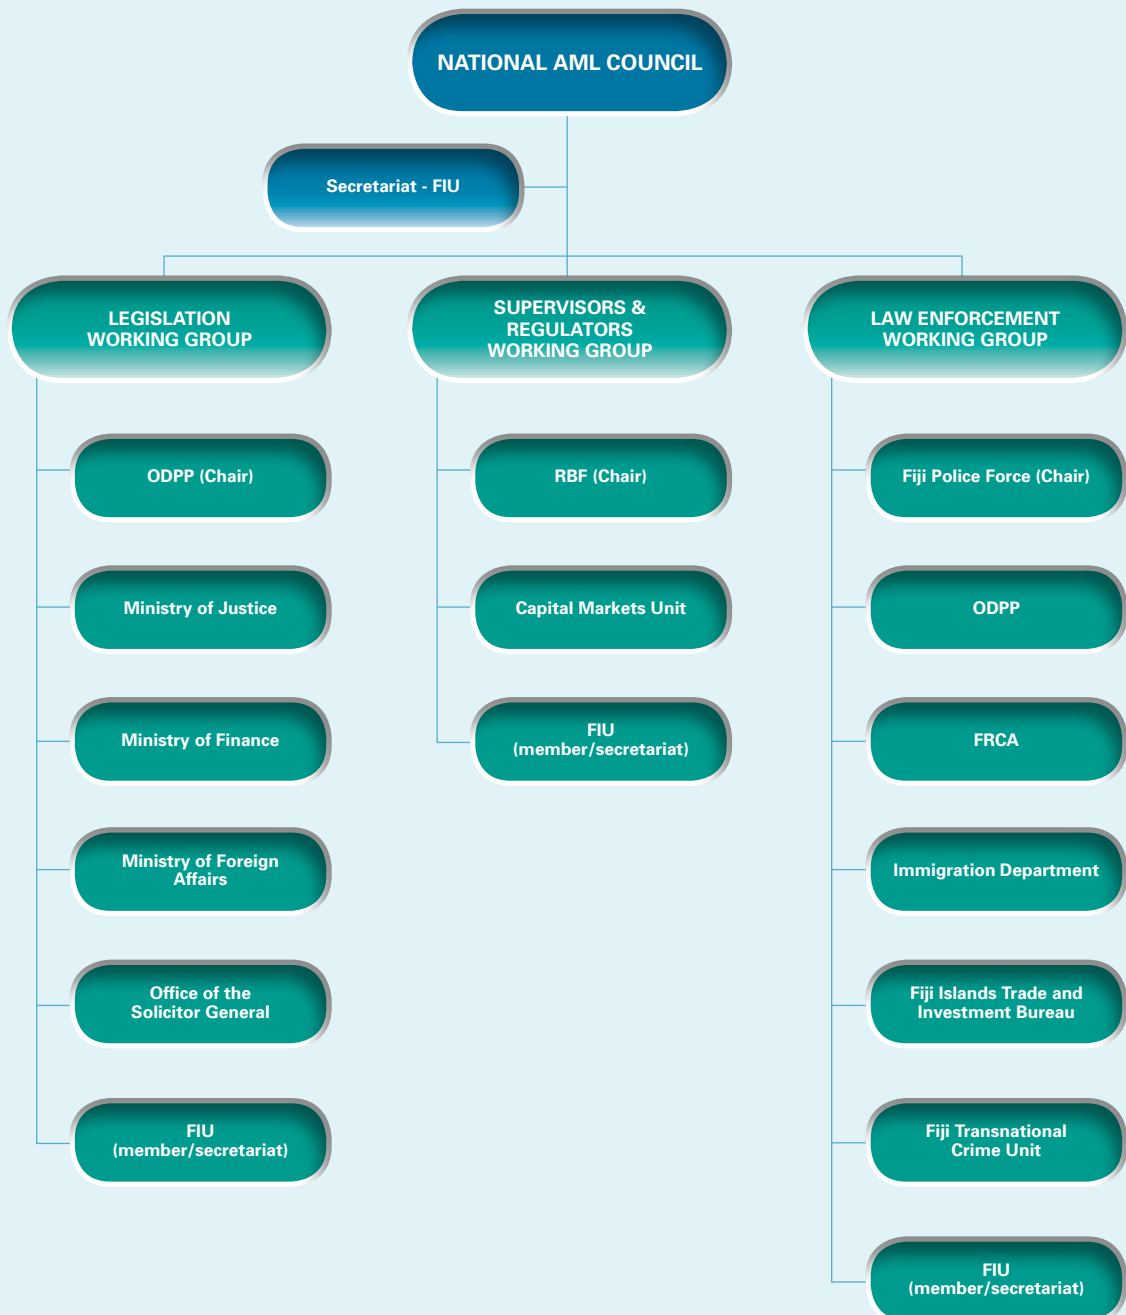 NATIONAL AML COUNCIL
Secretariat - FIU
LEGISLATION
WORKING GROUP
ODPP (Chair)
Ministry of Justice
Ministry of Finance
Ministry of Foreign
Affairs
Office of the
Solicitor General
FIU
(member/secretariat)
SUPERVISORS &
REGULATORS
WORKING GROUP
RBF (Chair)
Capital Markets Unit
FIU
(member/secretariat)
LAW ENFORCEMENT
WORKING GROUP
Fiji Police Force (Chair)
ODPP
FRCA
Immigration Department
Fiji Islands Trade and
Investment Bureau
Fiji Transnational
Crime Unit
FIU
(member/secretariat)